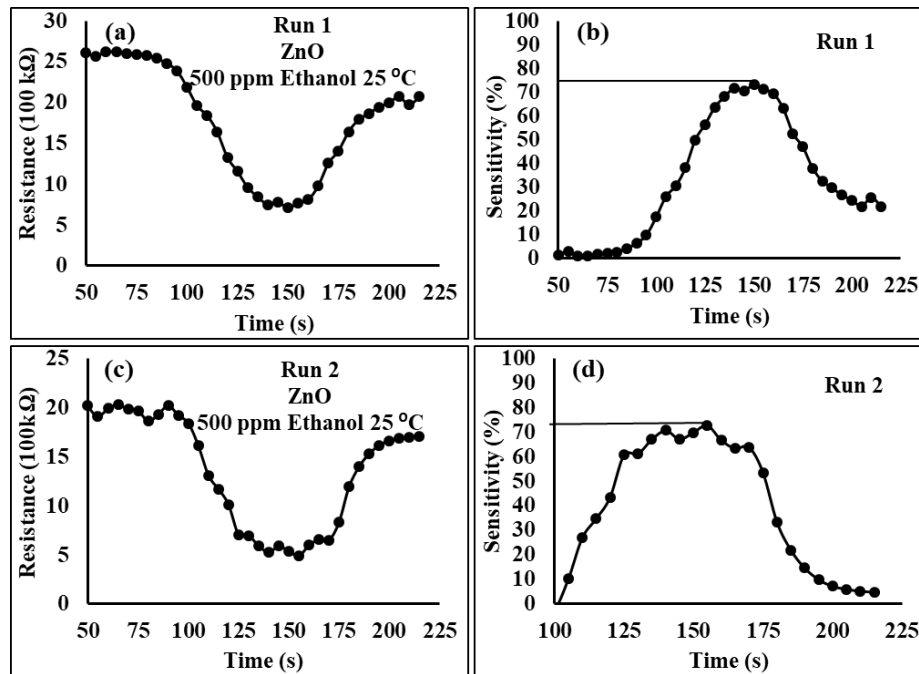 (a)
Run 1
ZnO
500 ppm Ethanol 25 °C
Resistance (100 kΩ)
30
25
20
15
10
5
0
50 75 100 125 150 175 200 225
Time (s)
(b)
Run 1
Sensitivity (%)
100
90
80
70
60
50
40
30
20
10
0
50 75 100 125 150 175 200 225
Time (s)
(c)
Run 2
ZnO
500 ppm Ethanol 25 °C
Resistance (100kΩ)
25
20
15
10
5
0
50 75 100 125 150 175 200 225
Time (s)
(d)
Run 2
Sensitivity (%)
100
90
80
70
60
50
40
30
20
10
0
100 125 150 175 200 225
Time (s)